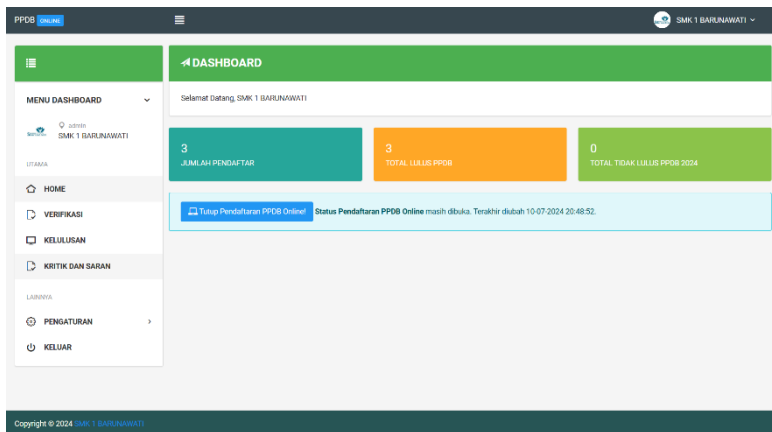 PPDB ONLINE
SMK 1 BARUNAWATI
MENU DASHBOARD
admin
SMK 1 BARUNAWATI
UTAMA
HOME
VERIFIKASI
KELULUSAN
KRITIK DAN SARAN
LAINNYA
PENGATURAN
KELUAR
DASHBOARD
Selamat Datang, SMK 1 BARUNAWATI
3
JUMLAH PENDAFTAR
3
TOTAL LULUS PPDB
0
TOTAL TIDAK LULUS PPDB 2024
Tutup Pendaftaran PPDB Online! Status Pendaftaran PPDB Online masih dibuka. Terakhir diubah 10-07-2024 20:48:52.
Copyright © 2024 SMK 1 BARUNAWATI